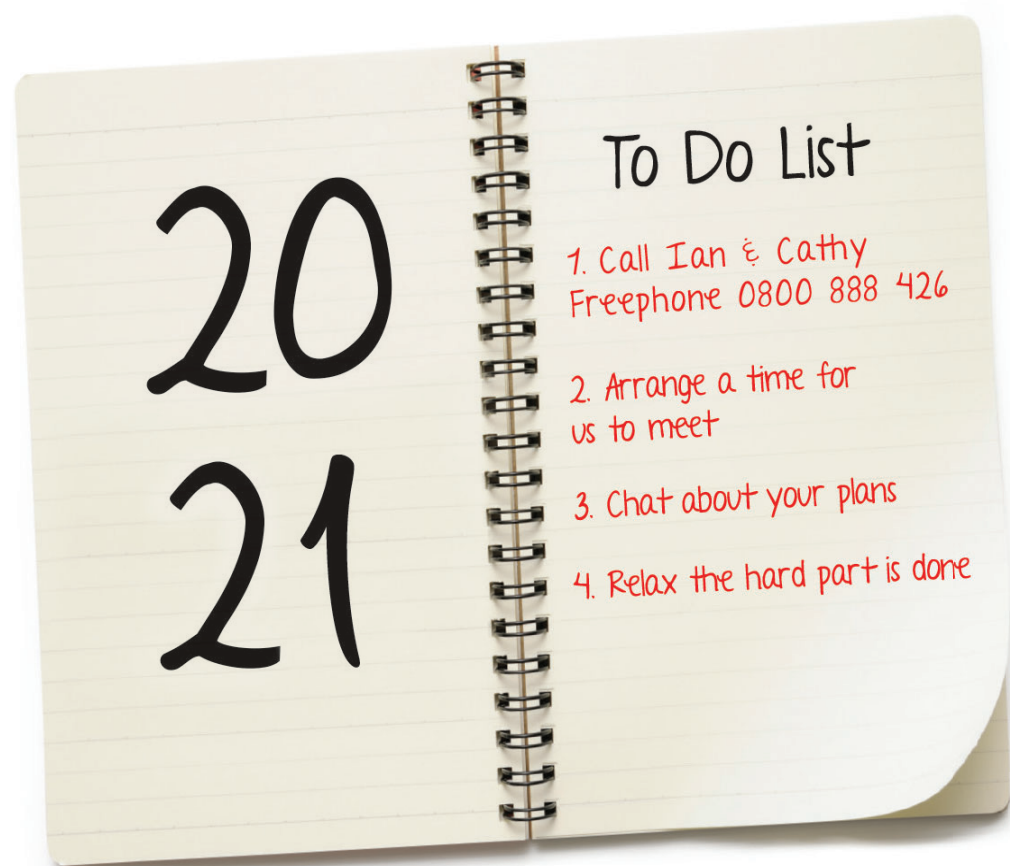 20
21
To Do List
1. Call Ian & Cathy
Freephone 0800 888 426
2. Arrange a time for
us to meet
3. Chat about your plans
4. Relax the hard part is done